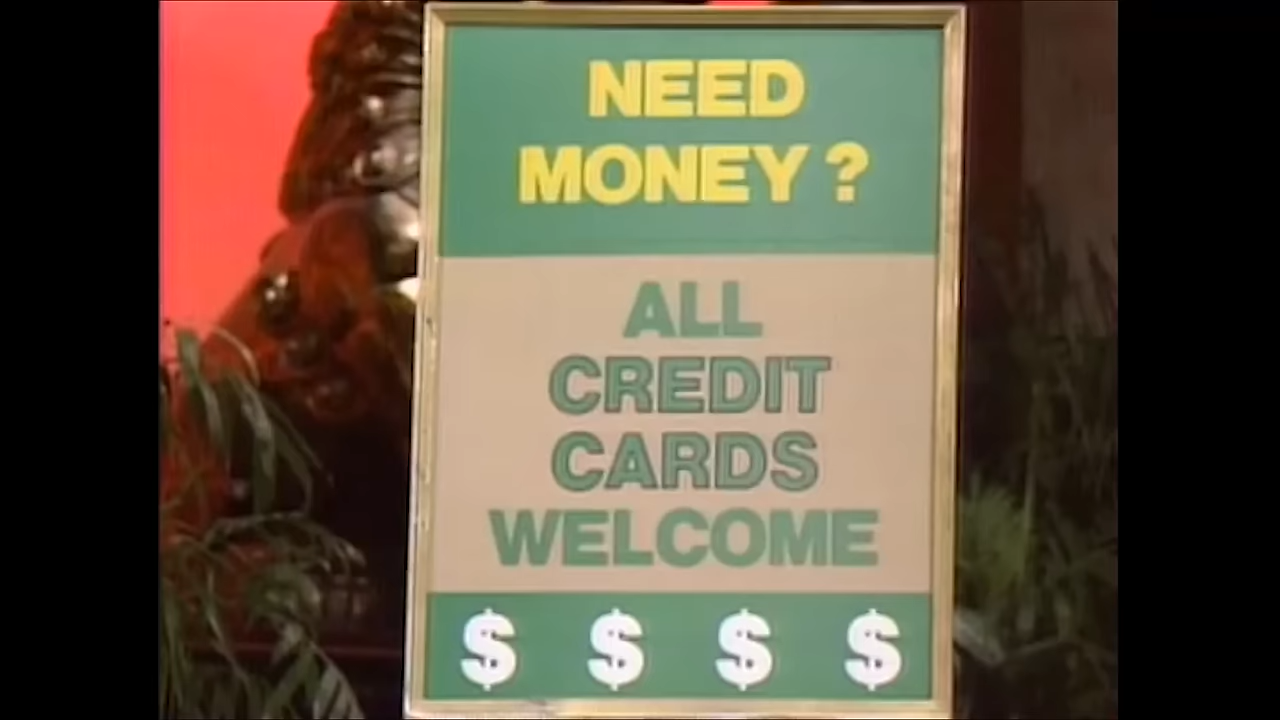 NEED
MONEY ?
ALL
CREDIT
CARDS
WELCOME
$ $ $ $